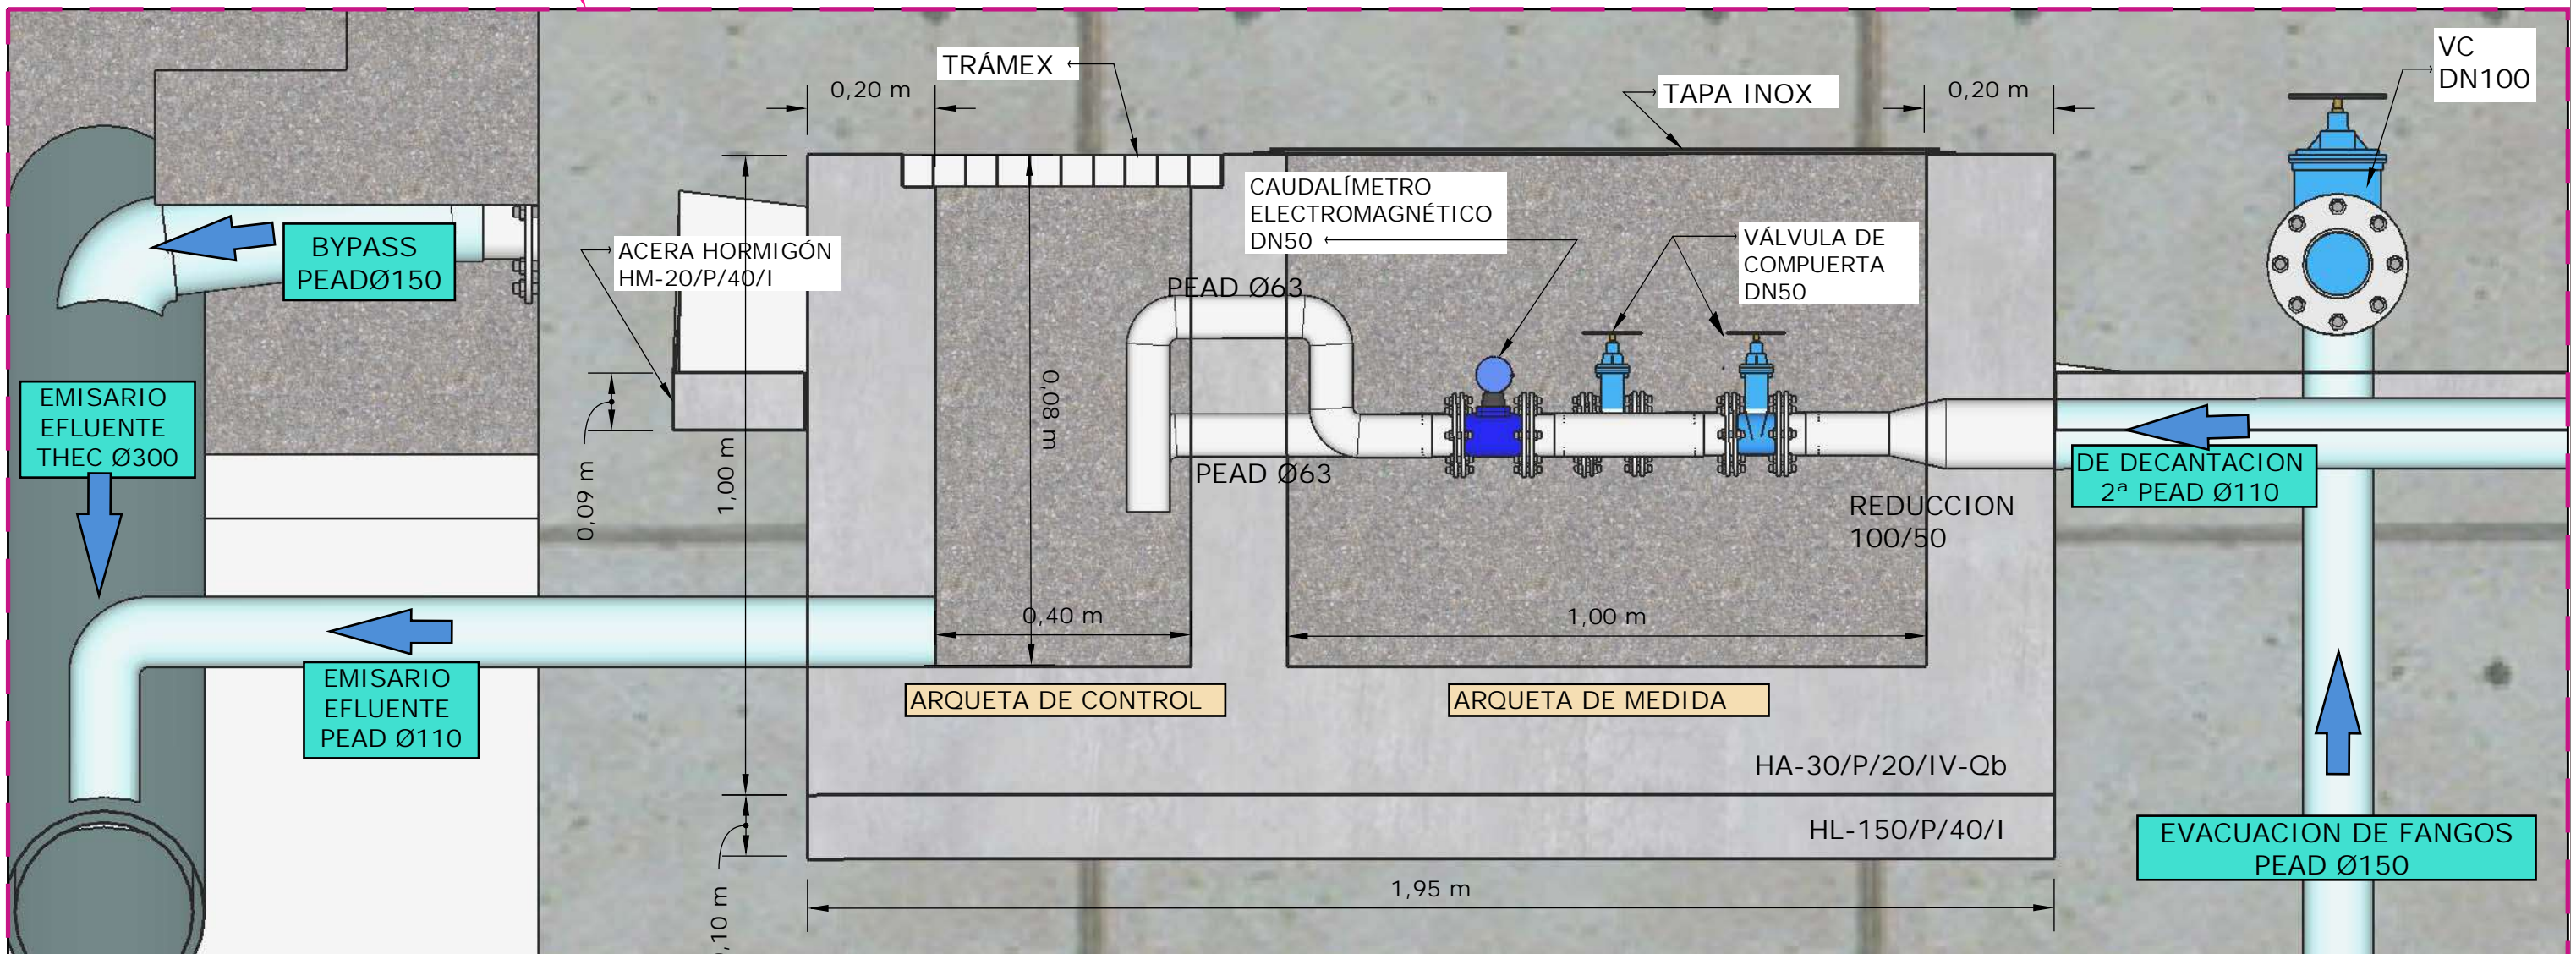 VC
DN100
TRÁMEX
0,20 m
TAPA INOX
0,20 m
CAUDALÍMETRO
ELECTROMAGNÉTICO
DN50
VÁLVULA DE
COMPUERTA
DN50
BYPASS
PEADØ150
ACERA HORMIGÓN
HM-20/P/40/I
PEAD Ø63
0,80 m
EMISARIO
EFLUENTE
THEC Ø300
0,09 m
1,00 m
PEAD Ø63
DE DECANTACION
2ª PEAD Ø110
REDUCCION
100/50
0,40 m
1,00 m
EMISARIO
EFLUENTE
PEAD Ø110
ARQUETA DE CONTROL
ARQUETA DE MEDIDA
HA-30/P/20/IV-Qb
HL-150/P/40/I
EVACUACION DE FANGOS
PEAD Ø150
1,95 m
,10 m